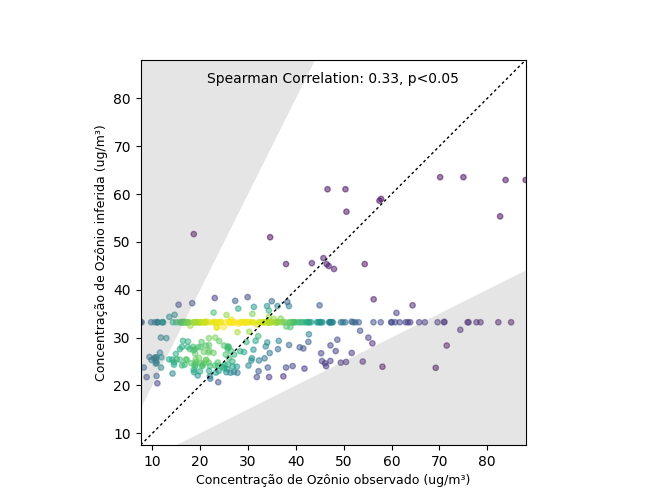 Spearman Correlation: 0.33, p<0.05
Concentração de Ozônio inferida (ug/m³)
80
70
60
50
40
30
20
10
10 20 30 40 50 60 70 80
Concentração de Ozônio observado (ug/m³)